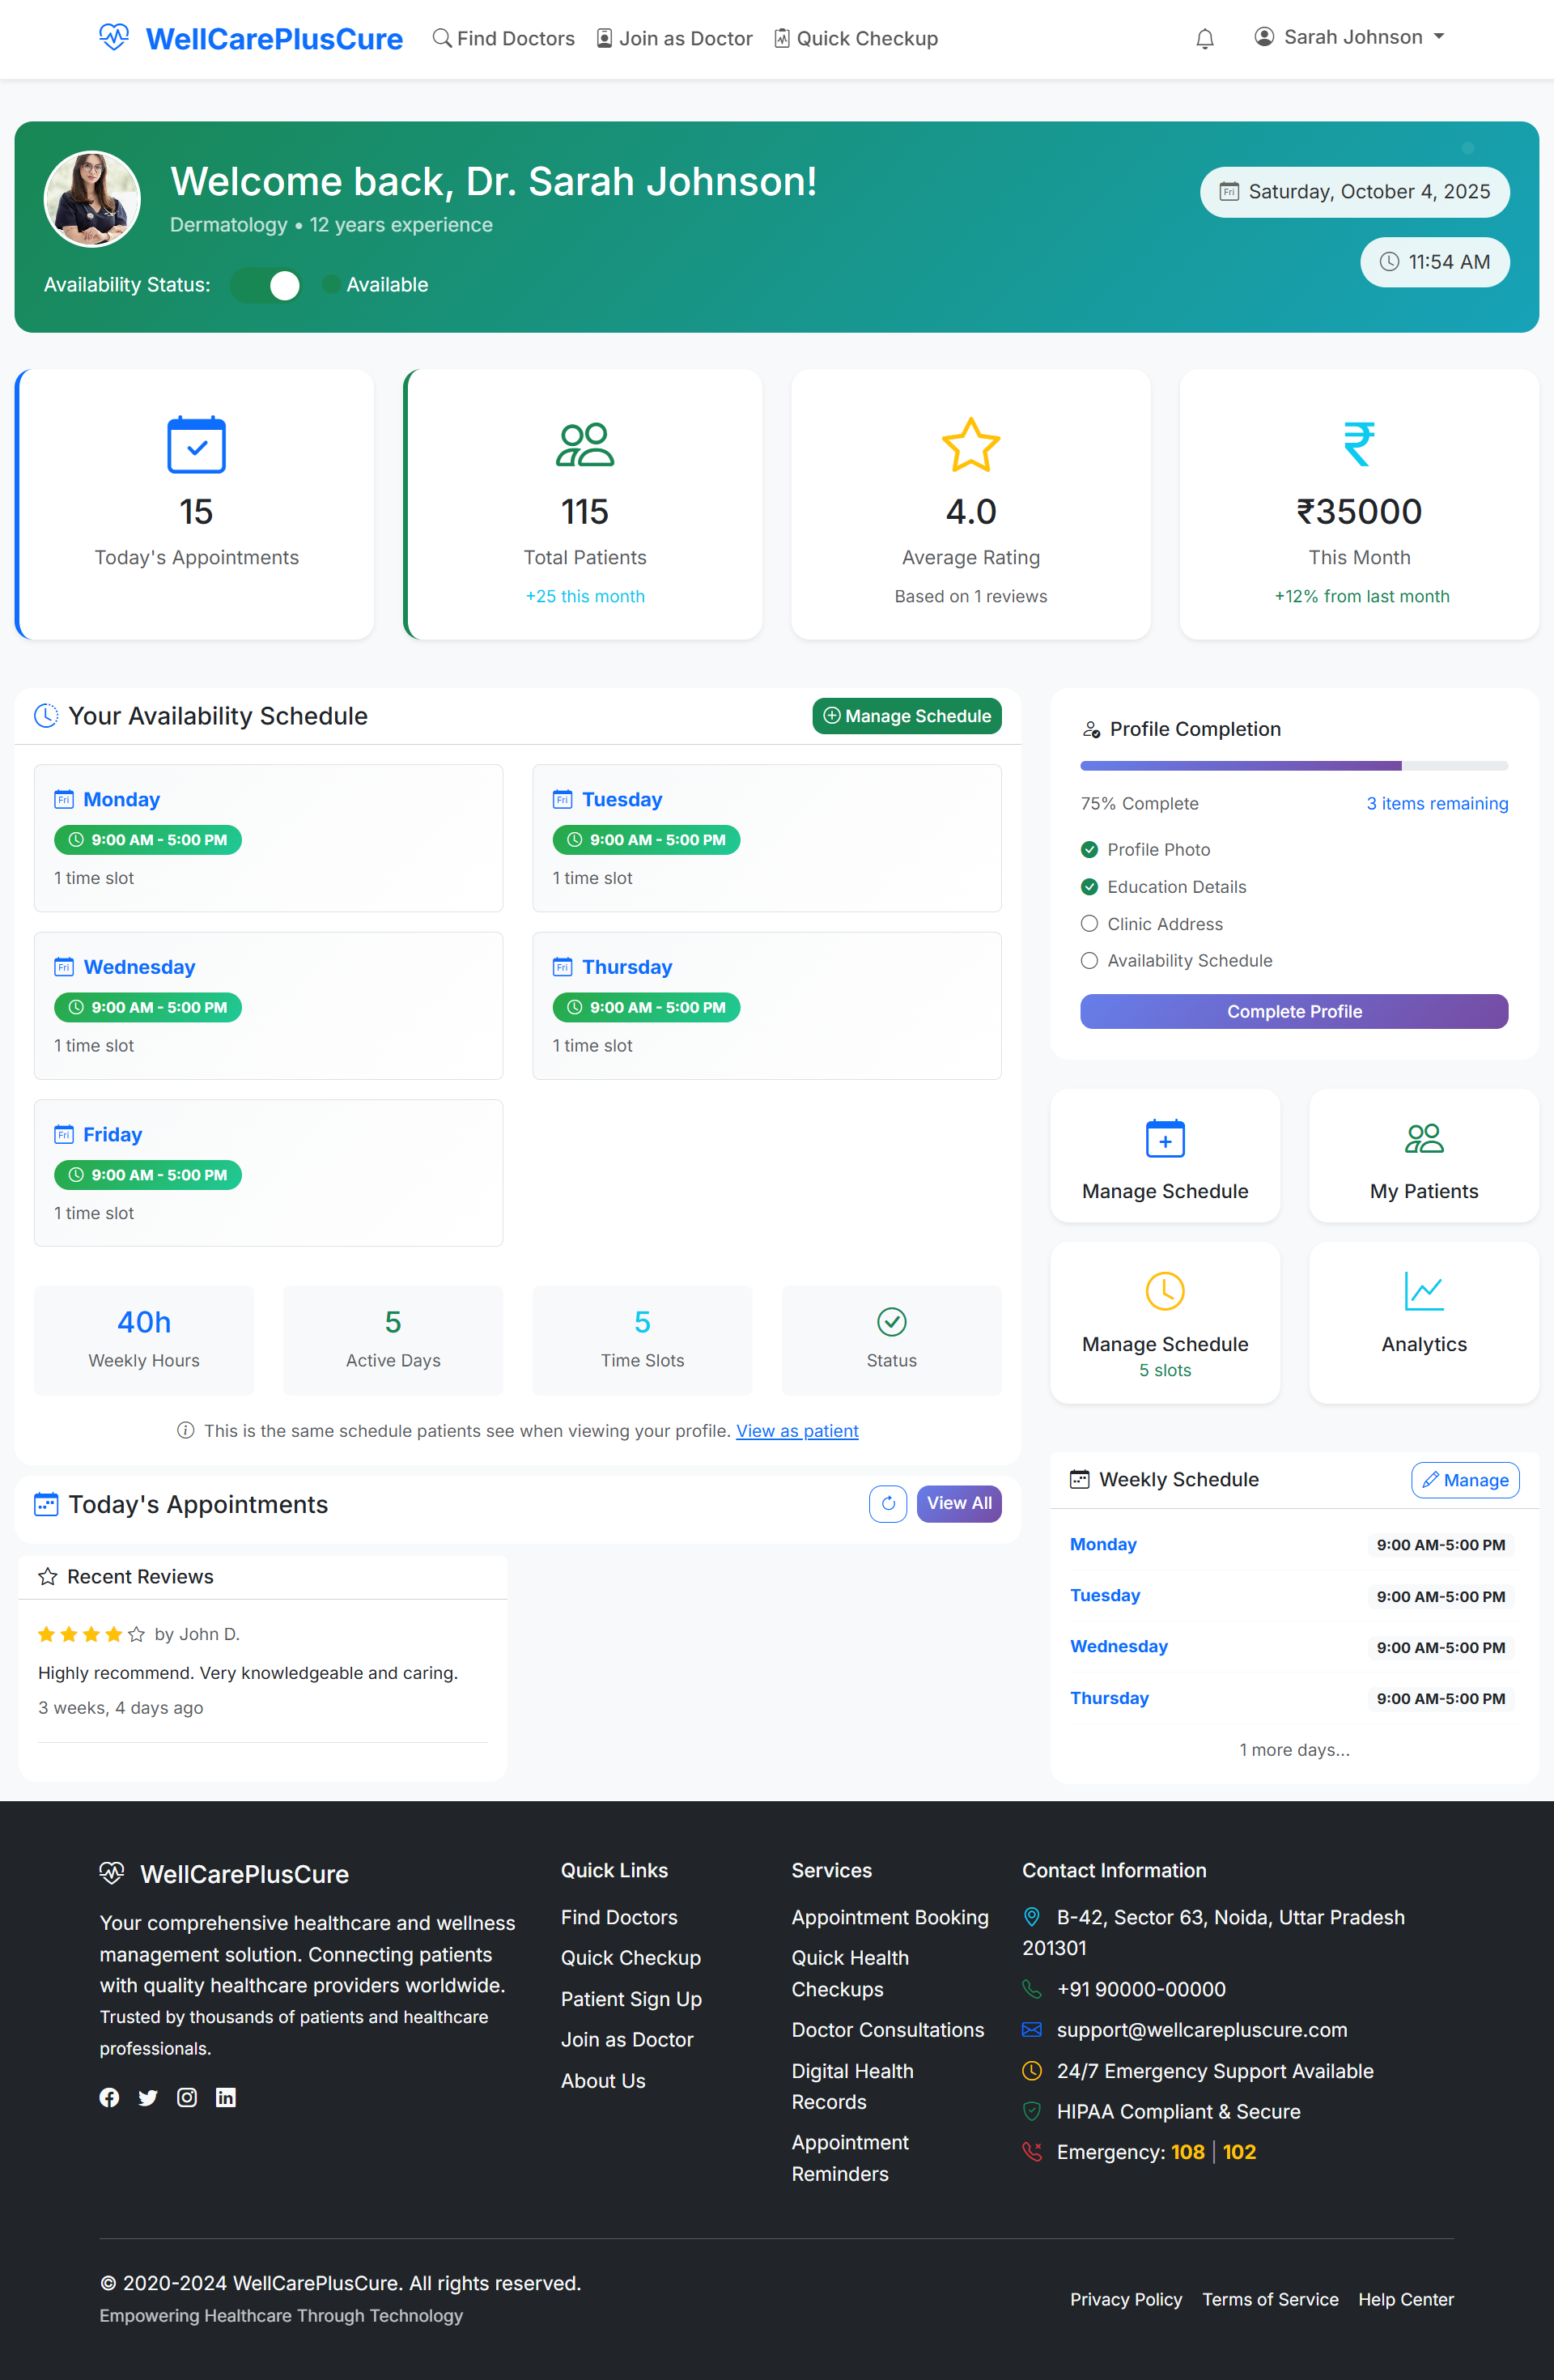 WellCarePlusCure
Find Doctors
Join as Doctor
Quick Checkup
Sarah Johnson
Welcome back, Dr. Sarah Johnson!
Dermatology • 12 years experience
Availability Status:
Available
Fri
Saturday, October 4, 2025
11:54 AM
15
Today's Appointments
115
Total Patients
+25 this month
4.0
Average Rating
Based on 1 reviews
₹
₹35000
This Month
+12% from last month
Your Availability Schedule
Manage Schedule
Fri
Monday
9:00 AM - 5:00 PM
1 time slot
Fri
Tuesday
9:00 AM - 5:00 PM
1 time slot
Fri
Wednesday
9:00 AM - 5:00 PM
1 time slot
Fri
Thursday
9:00 AM - 5:00 PM
1 time slot
Fri
Friday
9:00 AM - 5:00 PM
1 time slot
40h
Weekly Hours
5
Active Days
5
Time Slots
Status
This is the same schedule patients see when viewing your profile. View as patient
Today's Appointments
View All
Recent Reviews
by John D.
Highly recommend. Very knowledgeable and caring.
3 weeks, 4 days ago
Profile Completion
75% Complete
3 items remaining
Profile Photo
Education Details
Clinic Address
Availability Schedule
Complete Profile
Manage Schedule
My Patients
Manage Schedule
5 slots
Analytics
Weekly Schedule
Manage
Monday
9:00 AM-5:00 PM
Tuesday
9:00 AM-5:00 PM
Wednesday
9:00 AM-5:00 PM
Thursday
9:00 AM-5:00 PM
1 more days...
WellCarePlusCure
Your comprehensive healthcare and wellness
management solution. Connecting patients
with quality healthcare providers worldwide.
Trusted by thousands of patients and healthcare
professionals.
Quick Links
Find Doctors
Quick Checkup
Patient Sign Up
Join as Doctor
About Us
Services
Appointment Booking
Quick Health
Checkups
Doctor Consultations
Digital Health
Records
Appointment
Reminders
Contact Information
B-42, Sector 63, Noida, Uttar Pradesh
201301
+91 90000-00000
support@wellcarepluscure.com
24/7 Emergency Support Available
HIPAA Compliant & Secure
Emergency: 108 | 102
© 2020-2024 WellCarePlusCure. All rights reserved.
Empowering Healthcare Through Technology
Privacy Policy
Terms of Service
Help Center